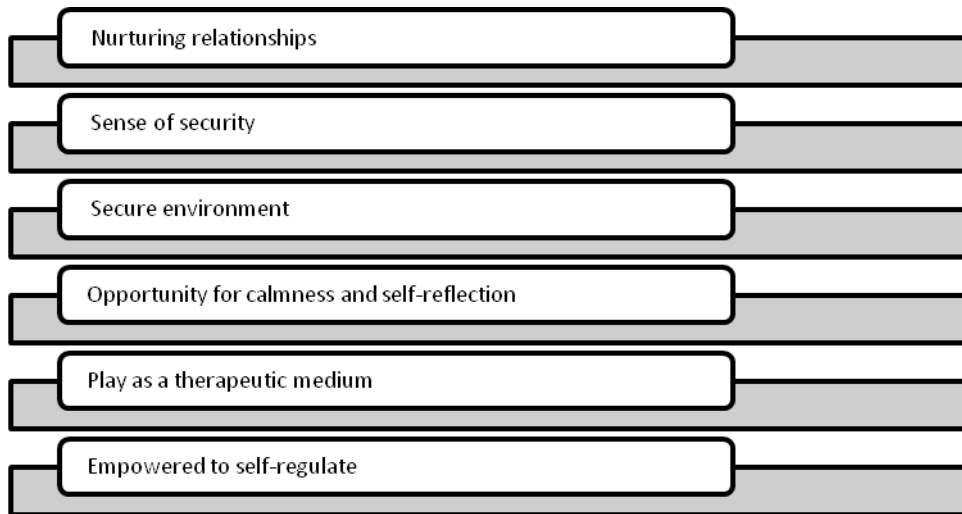 Nurturing relationships
Sense of security
Secure environment
Opportunity for calmness and self-reflection
Play as a therapeutic medium
Empowered to self-regulate